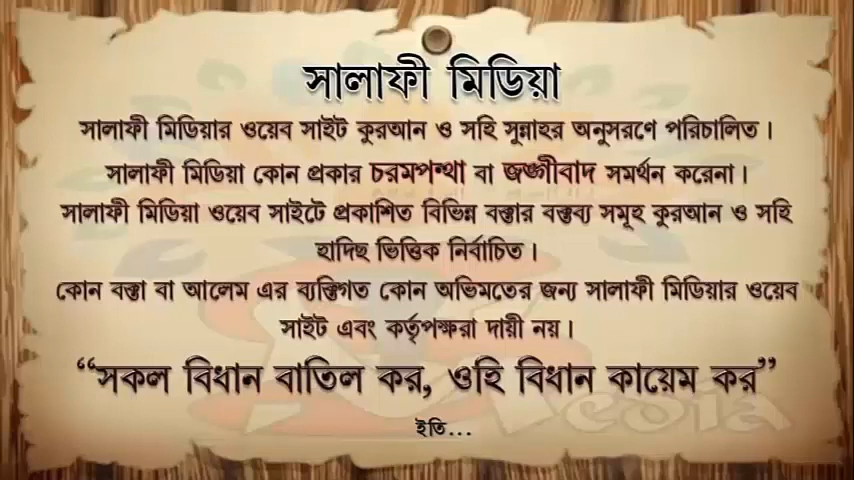 সালাফী মিডিয়া
সালাফী মিডিয়ার ওয়েব সাইট কুরআন ও সহি সুন্নাহর অনুসরণে পরিচালিত।
সালাফী মিডিয়া কোন প্রকার চরমপন্থা বা জঙ্গীবাদ সমর্থন করেনা।
সালাফী মিডিয়া ওয়েব সাইটে প্রকাশিত বিভিন্ন বক্তার বক্তব্য সমূহ কুরআন ও সহি
হাদিছ ভিত্তিক নির্বাচিত।
কোন বক্তা বা আলেম এর ব্যক্তিগত কোন অভিমতের জন্য সালাফী মিডিয়ার ওয়েব
সাইট এবং কর্তৃপক্ষরা দায়ী নয়।
“সকল বিধান বাতিল কর, ওহি বিধান কায়েম কর”
ইতি...